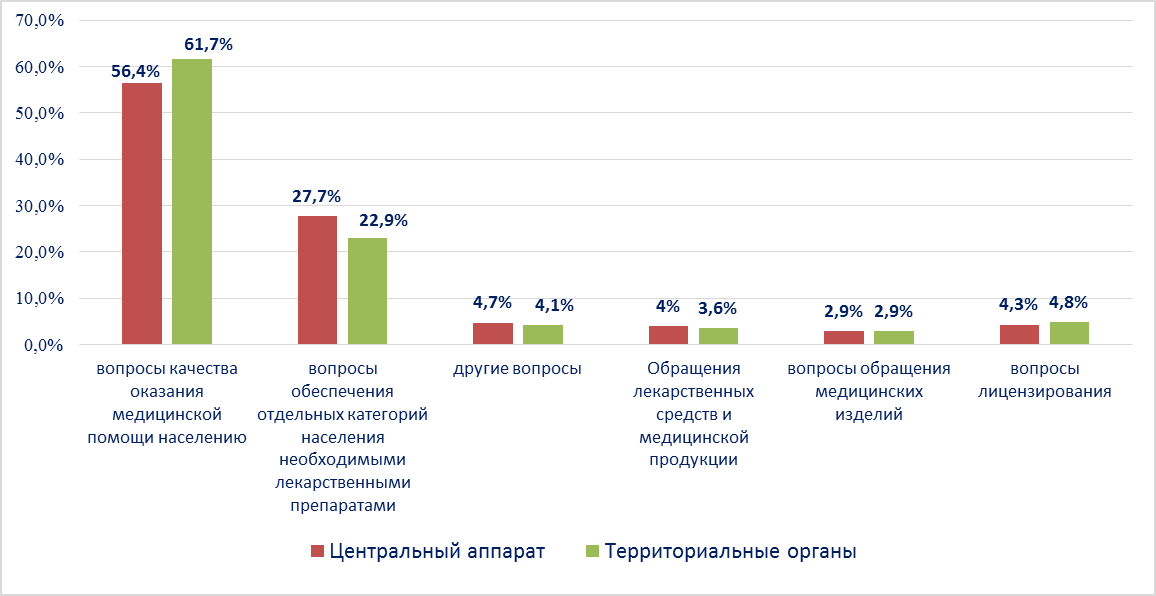 70,0%
60,0%
50,0%
40,0%
30,0%
20,0%
10,0%
0,0%
56,4%
61,7%
27,7%
22,9%
4,7%
4,1%
4%
3,6%
2,9%
2,9%
4,3%
4,8%
вопросы качества
оказания
медицинской
помощи населению
вопросы
обеспечения
отдельных категорий
населения
необходимыми
лекарственными
препаратами
другие вопросы
Обращения
лекарственных
средств и
медицинской
продукции
вопросы обращения
медицинских
изделий
вопросы
лицензирования
Центральный аппарат
Территориальные органы